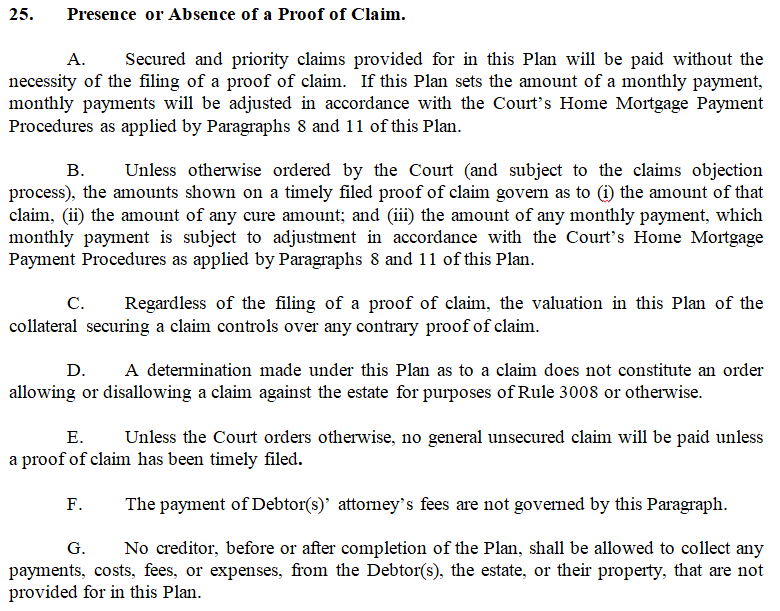 25. Presence or Absence of a Proof of Claim.
A. Secured and priority claims provided for in this Plan will be paid without the
necessity of the filing of a proof of claim. If this Plan sets the amount of a monthly payment,
monthly payments will be adjusted in accordance with the Court's Home Mortgage Payment
Procedures as applied by Paragraphs 8 and 11 of this Plan.
B. Unless otherwise ordered by the Court (and subject to the claims objection
process), the amounts shown on a timely filed proof of claim govern as to (i) the amount of that
claim, (ii) the amount of any cure amount; and (iii) the amount of any monthly payment, which
monthly payment is subject to adjustment in accordance with the Court's Home Mortgage
Payment Procedures as applied by Paragraphs 8 and 11 of this Plan.
C. Regardless of the filing of a proof of claim, the valuation in this Plan of the
collateral securing a claim controls over any contrary proof of claim.
D. A determination made under this Plan as to a claim does not constitute an order
allowing or disallowing a claim against the estate for purposes of Rule 3008 or otherwise.
E. Unless the Court orders otherwise, no general unsecured claim will be paid unless
a proof of claim has been timely filed.
F. The payment of Debtor(s)' attorney's fees are not governed by this Paragraph.
G. No creditor, before or after completion of the Plan, shall be allowed to collect any
payments, costs, fees, or expenses, from the Debtor(s), the estate, or their property, that are not
provided for in this Plan.